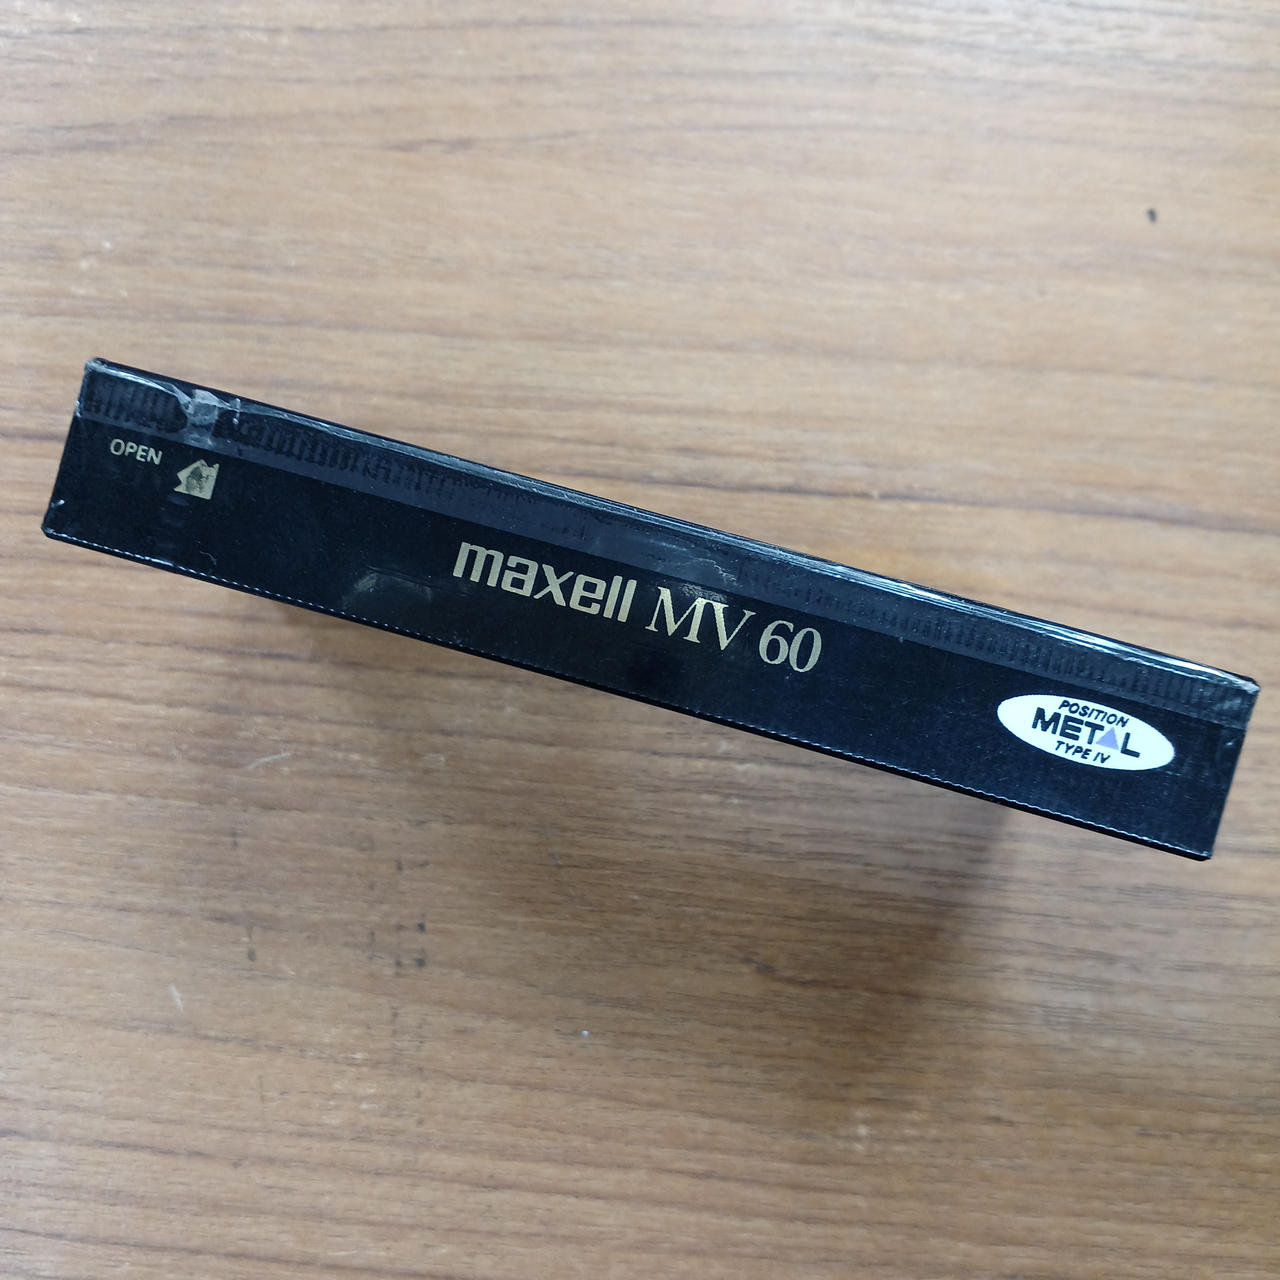 OPEN
maxell MV 60
POSITION
METAL
TYPE IV